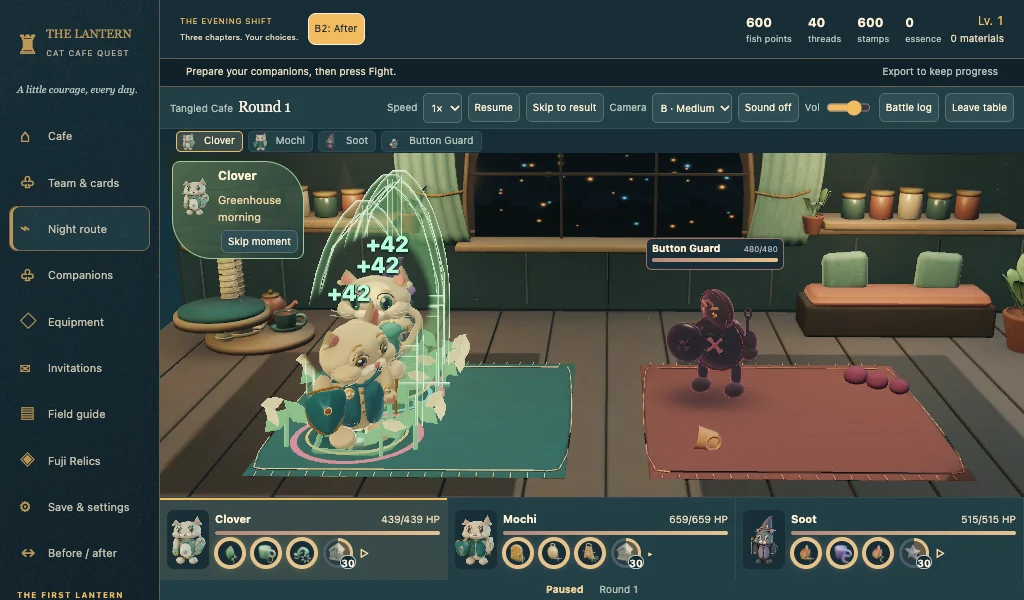 THE LANTERN
CAT CAFE QUEST
A little courage, every day.
Cafe
Team & cards
Night route
Companions
Equipment
Invitations
Field guide
Fuji Relics
Save & settings
Before / after
THE FIRST LANTERN
THE EVENING SHIFT
Three chapters. Your choices.
B2: After
600
fish points
40
threads
600
stamps
0
essence
Lv. 1
0 materials
Prepare your companions, then press Fight.
Export to keep progress
Tangled Cafe Round 1
Speed 1x Resume Skip to result Camera B · Medium Sound off Vol Battle log Leave table
Clover Mochi Soot Button Guard
Clover
Greenhouse
morning
Skip moment
+42
+42
+42
Button Guard 480/480
Clover 439/439 HP
30
Mochi 659/659 HP
30
Soot 515/515 HP
30
Paused Round 1